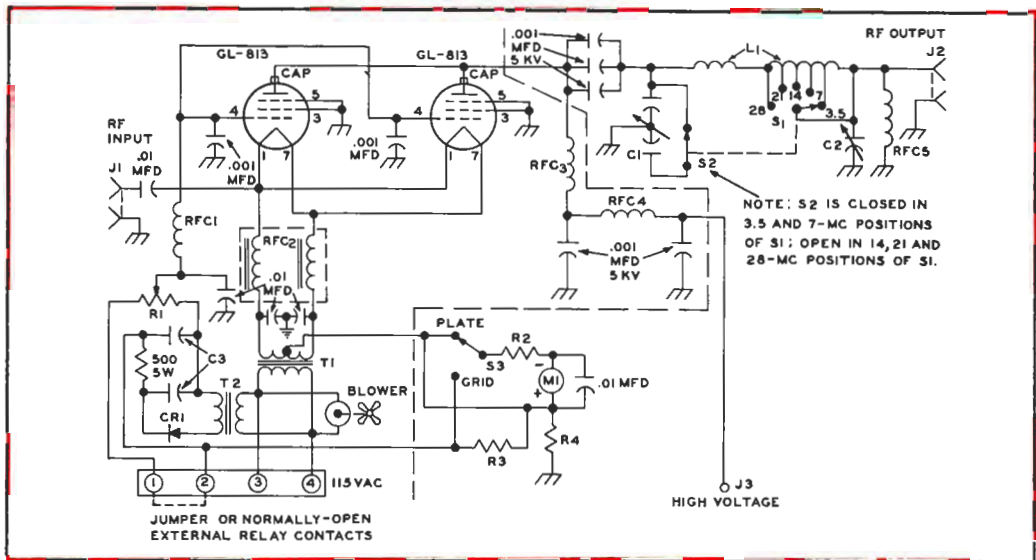 GL-813
GL-813
CAP
CAP
5
3
4
1
7
5
3
4
1
7
.001
MFD
5 KV
L1
RF OUTPUT
J2
28
21
14
7
3.5
S1
C2
RFC5
RF
INPUT
.01
MFD
J1
.001
MFD
.001
MFD
RFC3
C1
S2
RFC1
RFC2
RFC4
NOTE: S2 IS CLOSED IN
3.5 AND 7-MC POSITIONS
OF S1; OPEN IN 14, 21 AND
28-MC POSITIONS OF S1.
.01
MFD
.001
MFD
5 KV
R1
PLATE
R2
S3
GRID
-
M1
+
.01 MFD
C3
500
5W
T1
T2
BLOWER
CR1
R3
R4
1
2
3
4
115 VAC
J3
HIGH VOLTAGE
JUMPER OR NORMALLY-OPEN
EXTERNAL RELAY CONTACTS